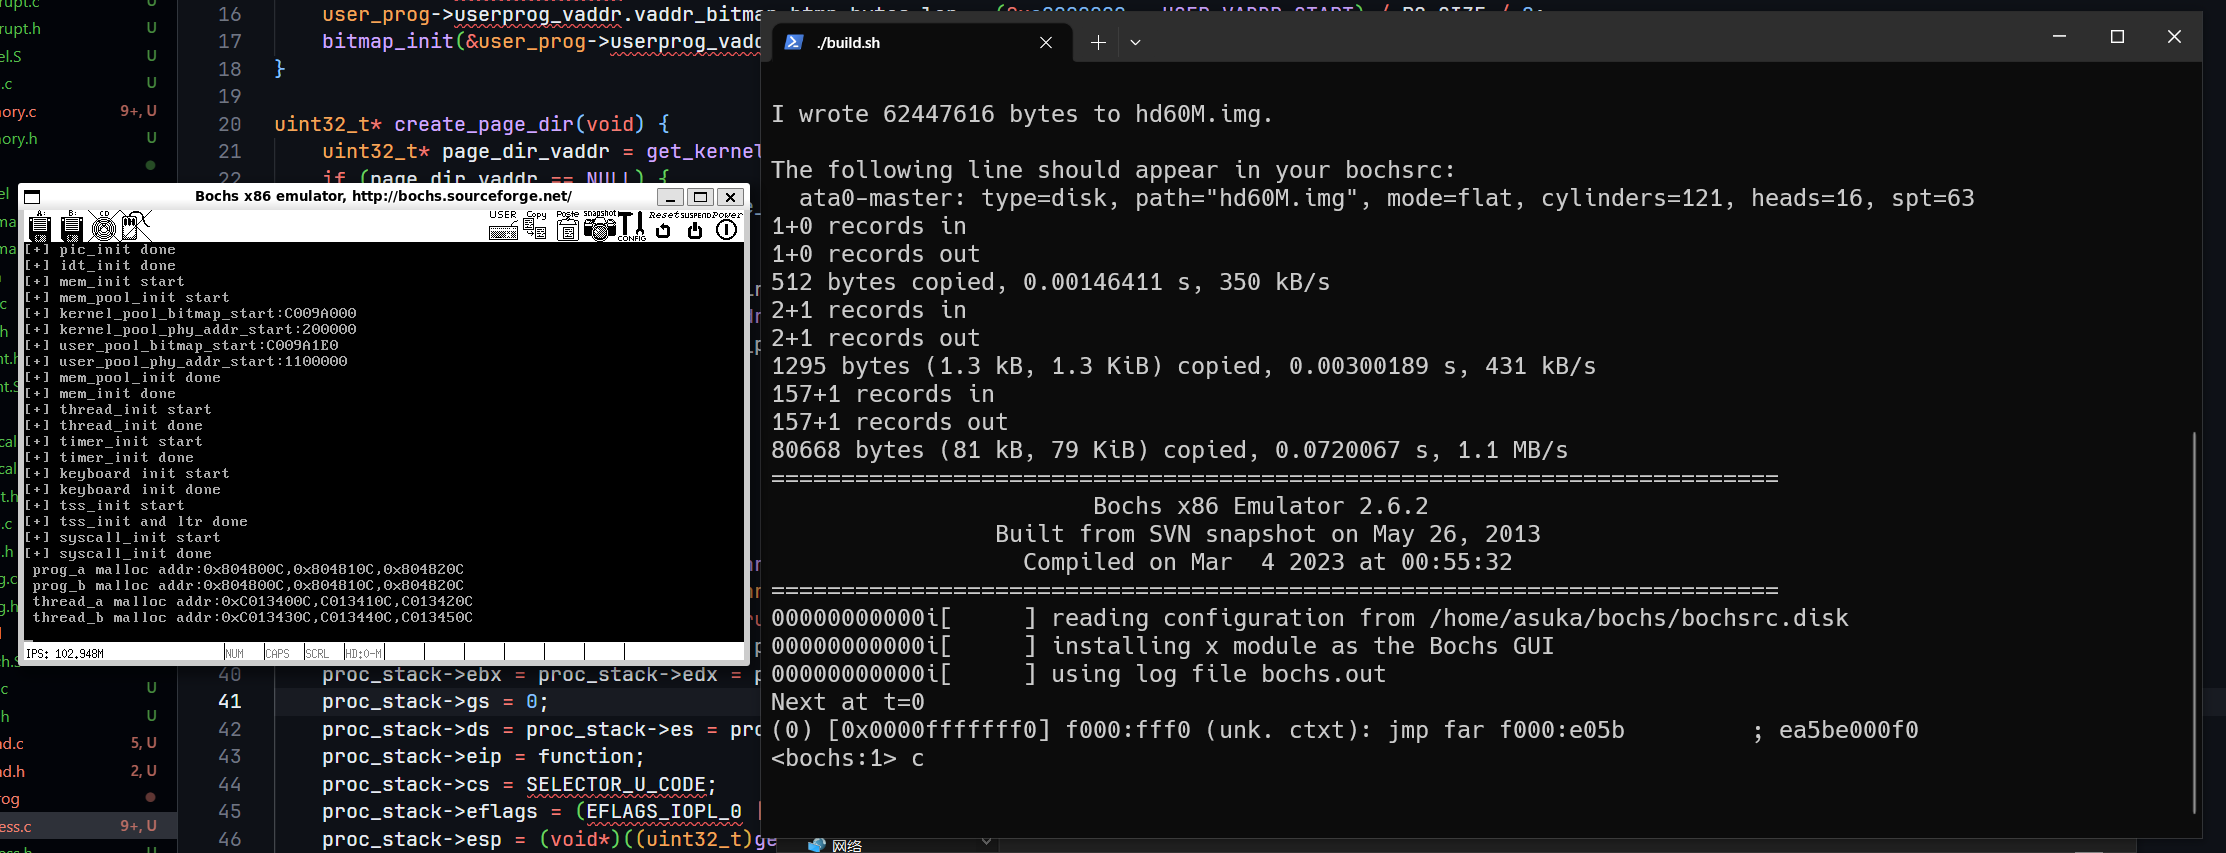 rupt.c U
rupt.h U
el.S U
.c U
ory.c 9+, U
ory.h U
16 user_prog->userprog_vaddr.vaddr_bitmap.btmp_bytes_len = (0xc0000000 - USER_VADDR_START) / PG_SIZE / 8;
17 bitmap_init(&user_prog->userprog_vadd
18 }
19
20 uint32_t* create_page_dir(void) {
21 uint32_t* page_dir_vaddr = get_kernel
22 if (page_dir_vaddr == NULL) {
Bochs x86 emulator, http://bochs.sourceforge.net/
A: B: CD USER Copy Paste Snapshot CONFIG Reset SUSPEND Power
[+] pic_init done
[+] idt_init done
[+] mem_init start
[+] mem_pool_init start
[+] kernel_pool_bitmap_start:C009A000
[+] kernel_pool_phy_addr_start:200000
[+] user_pool_bitmap_start:C009A1E0
[+] user_pool_phy_addr_start:1100000
[+] mem_pool_init done
[+] mem_init done
[+] thread_init start
[+] thread_init done
[+] timer_init start
[+] timer_init done
[+] keyboard init start
[+] keyboard init done
[+] tss_init start
[+] tss_init and ltr done
[+] syscall_init start
[+] syscall_init done
prog_a malloc addr:0x804800C,0x804810C,0x804820C
prog_b malloc addr:0x804800C,0x804810C,0x804820C
thread_a malloc addr:0xC013400C,C013410C,C013420C
thread_b malloc addr:0xC013430C,C013440C,C013450C
IPS: 102.948M NUM CAPS SCRL HD:0-M
40 proc_stack->ebx = proc_stack->edx = p
41 proc_stack->gs = 0;
42 proc_stack->ds = proc_stack->es = pro
43 proc_stack->eip = function;
44 proc_stack->cs = SELECTOR_U_CODE;
45 proc_stack->eflags = (EFLAGS_IOPL_0 |
46 proc_stack->esp = (void*)((uint32_t)ge
c U
h U
d.c 5, U
d.h 2, U
og
ess.c 9+, U
ess.h U
./build.sh
I wrote 62447616 bytes to hd60M.img.
The following line should appear in your bochsrc:
ata0-master: type=disk, path="hd60M.img", mode=flat, cylinders=121, heads=16, spt=63
1+0 records in
1+0 records out
512 bytes copied, 0.00146411 s, 350 kB/s
2+1 records in
2+1 records out
1295 bytes (1.3 kB, 1.3 KiB) copied, 0.00300189 s, 431 kB/s
157+1 records in
157+1 records out
80668 bytes (81 kB, 79 KiB) copied, 0.0720067 s, 1.1 MB/s
========================================================================
Bochs x86 Emulator 2.6.2
Built from SVN snapshot on May 26, 2013
Compiled on Mar  4 2023 at 00:55:32
========================================================================
00000000000i[      ] reading configuration from /home/asuka/bochs/bochsrc.disk
00000000000i[      ] installing x module as the Bochs GUI
00000000000i[      ] using log file bochs.out
Next at t=0
(0) [0x0000fffffff0] f000:fff0 (unk. ctxt): jmp far f000:e05b          ; ea5be000f0
<bochs:1> c
网络